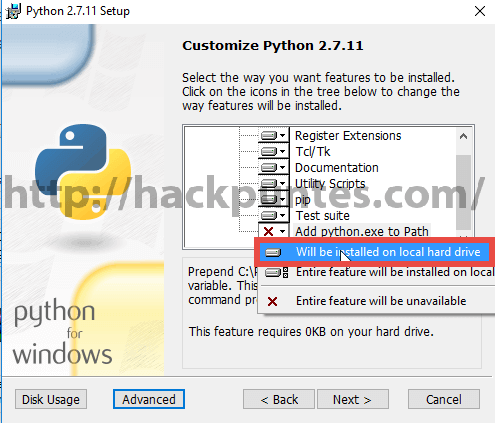 Python 2.7.11 Setup
Customize Python 2.7.11
Select the way you want features to be installed.
Click on the icons in the tree below to change the
way features will be installed.
Register Extensions
Tcl/Tk
Documentation
Utility Scripts
http://hackpuntes.com/
pip
Test suite
Add python.exe to Path
Will be installed on local hard drive
Entire feature will be installed on local
Entire feature will be unavailable
Prepend C:\
variable. This
command pro
This feature requires 0KB on your hard drive.
python
for
windows
Disk Usage
Advanced
< Back
Next >
Cancel